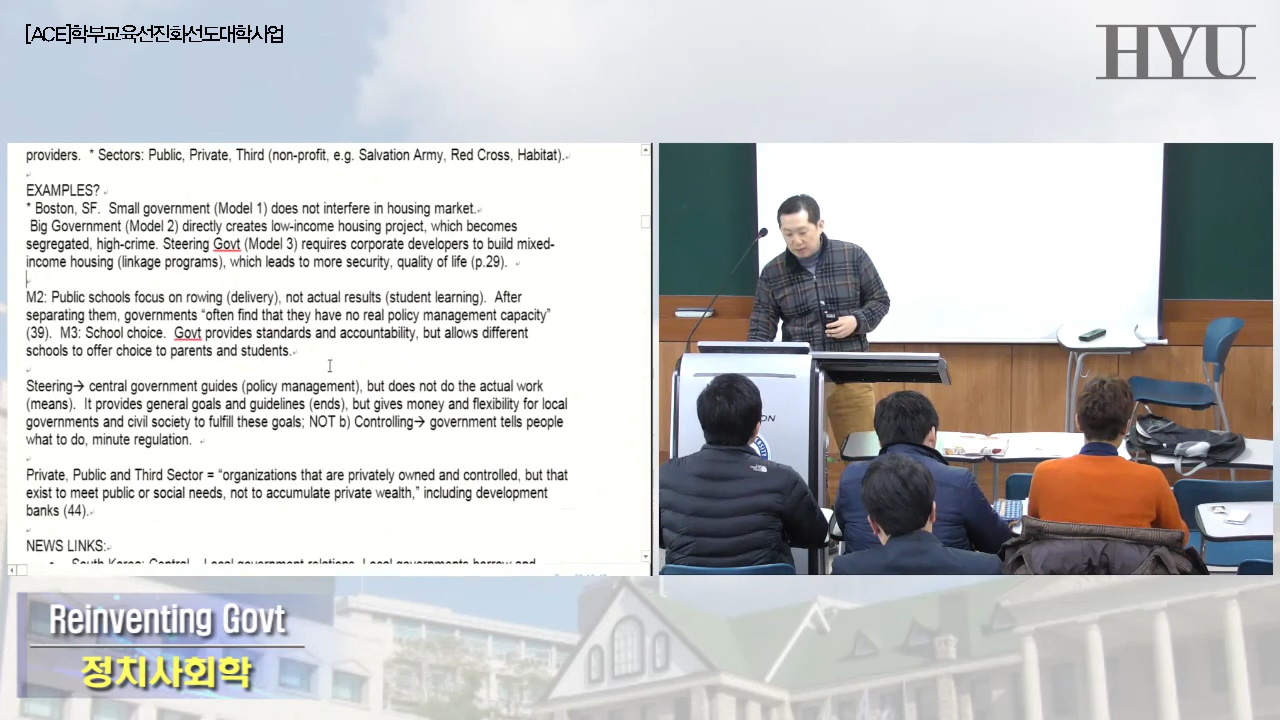 [ACE]학부교육선진화선도대학사업
HYU
providers.  * Sectors: Public, Private, Third (non-profit, e.g. Salvation Army, Red Cross, Habitat).
EXAMPLES?
* Boston, SF.  Small government (Model 1) does not interfere in housing market.
Big Government (Model 2) directly creates low-income housing project, which becomes
segregated, high-crime. Steering Govt (Model 3) requires corporate developers to build mixed-
income housing (linkage programs), which leads to more security, quality of life (p.29).
M2: Public schools focus on rowing (delivery), not actual results (student learning).  After
separating them, governments “often find that they have no real policy management capacity”
(39).  M3: School choice.  Govt provides standards and accountability, but allows different
schools to offer choice to parents and students.
Steering→ central government guides (policy management), but does not do the actual work
(means).  It provides general goals and guidelines (ends), but gives money and flexibility for local
governments and civil society to fulfill these goals; NOT b) Controlling→ government tells people
what to do, minute regulation.
Private, Public and Third Sector = “organizations that are privately owned and controlled, but that
exist to meet public or social needs, not to accumulate private wealth,” including development
banks (44).
NEWS LINKS:
Reinventing Govt
정치사회학